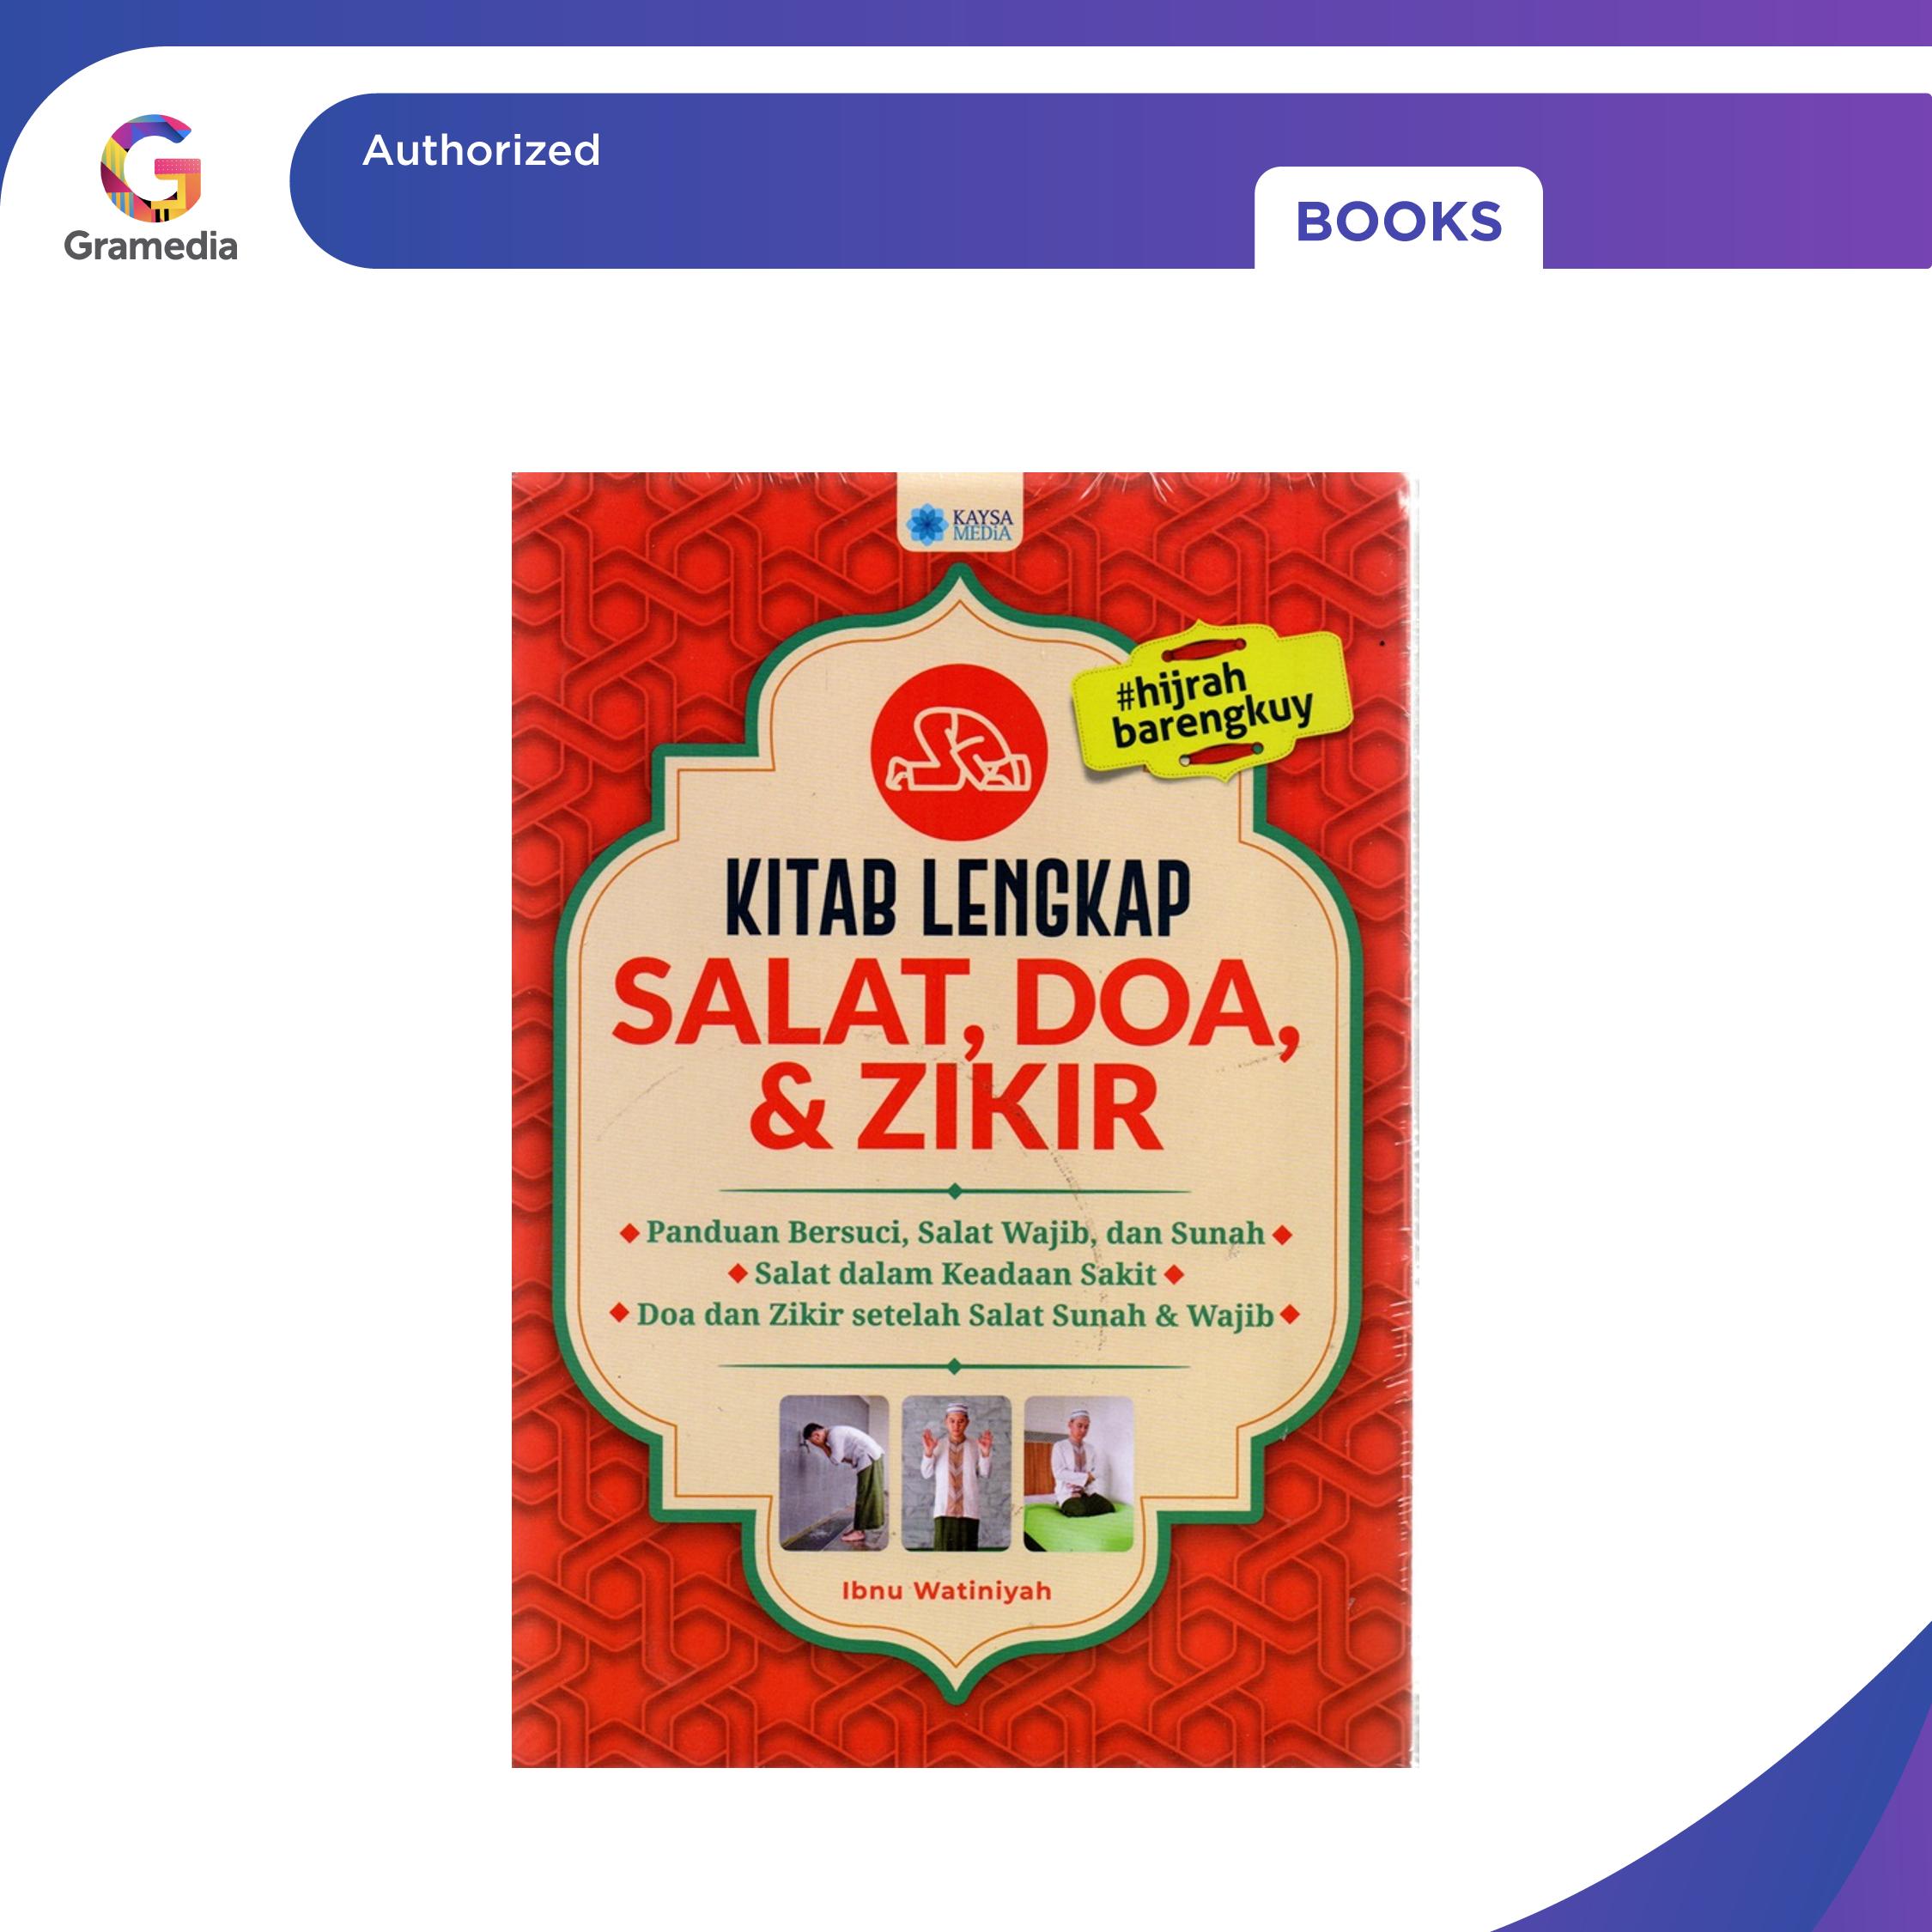 Gramedia
Authorized
BOOKS
KAYSA
MEDiA
#hijrah
barengkuy
KITAB LENGKAP
SALAT, DOA,
& ZIKIR
Panduan Bersuci, Salat Wajib, dan Sunah
Salat dalam Keadaan Sakit
Doa dan Zikir setelah Salat Sunah & Wajib
Ibnu Watiniyah